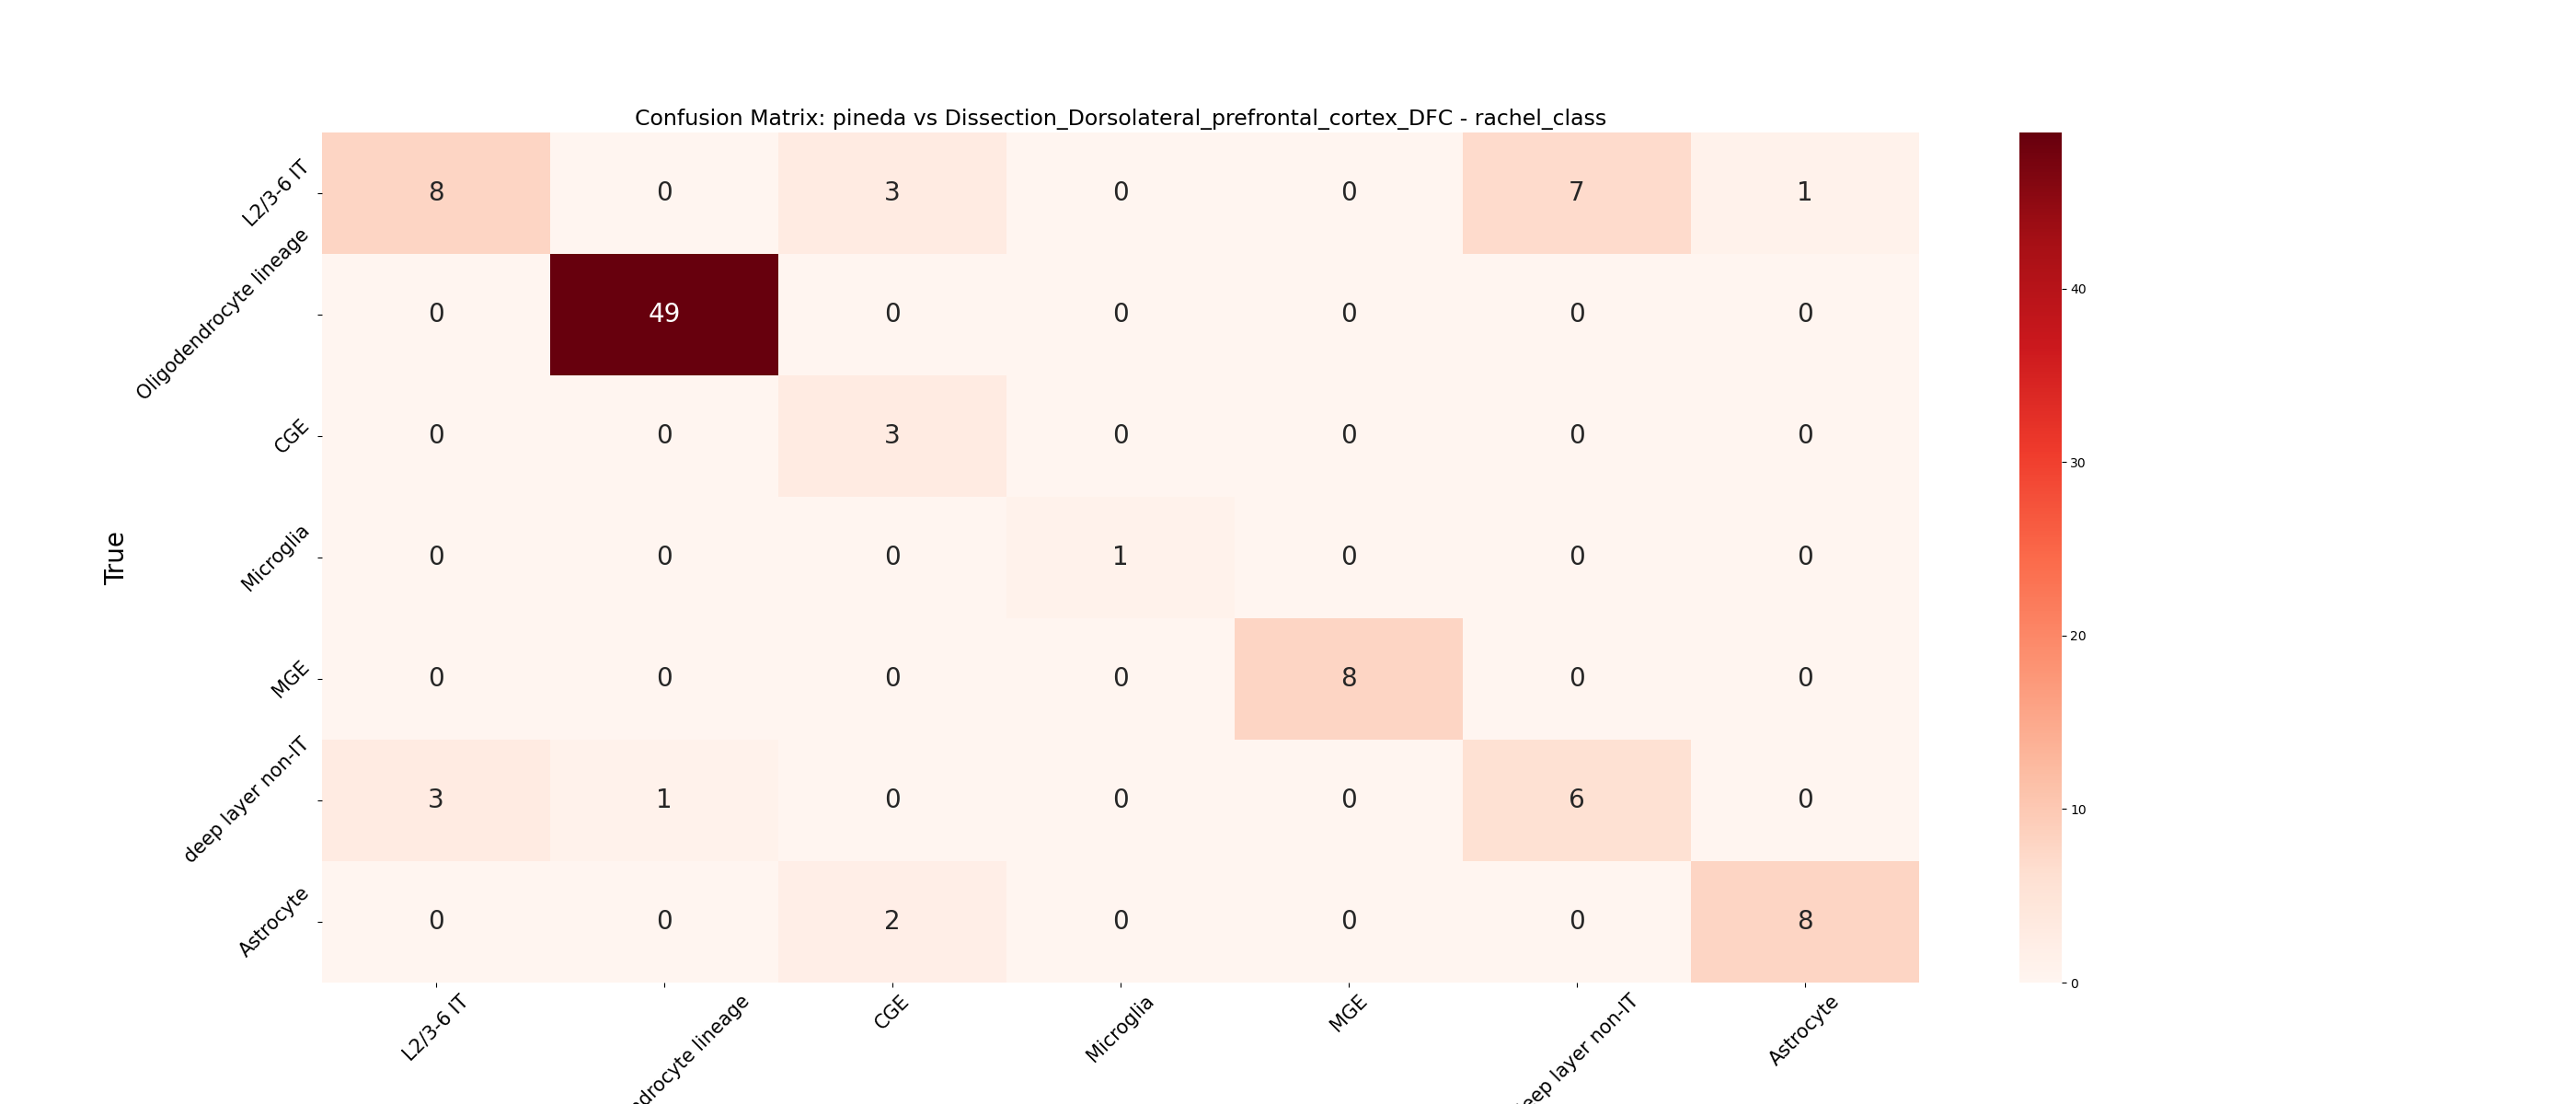 Confusion Matrix: pineda vs Dissection_Dorsolateral_prefrontal_cortex_DFC - rachel_class
True
L2/3-6 IT 8 0 3 0 0 7 1
Oligodendrocyte lineage 0 49 0 0 0 0 0
CGE 0 0 3 0 0 0 0
Microglia 0 0 0 1 0 0 0
MGE 0 0 0 0 8 0 0
deep layer non-IT 3 1 0 0 0 6 0
Astrocyte 0 0 2 0 0 0 8
L2/3-6 IT lineage CGE Microglia MGE layer non-IT Astrocyte
40
30
20
10
0